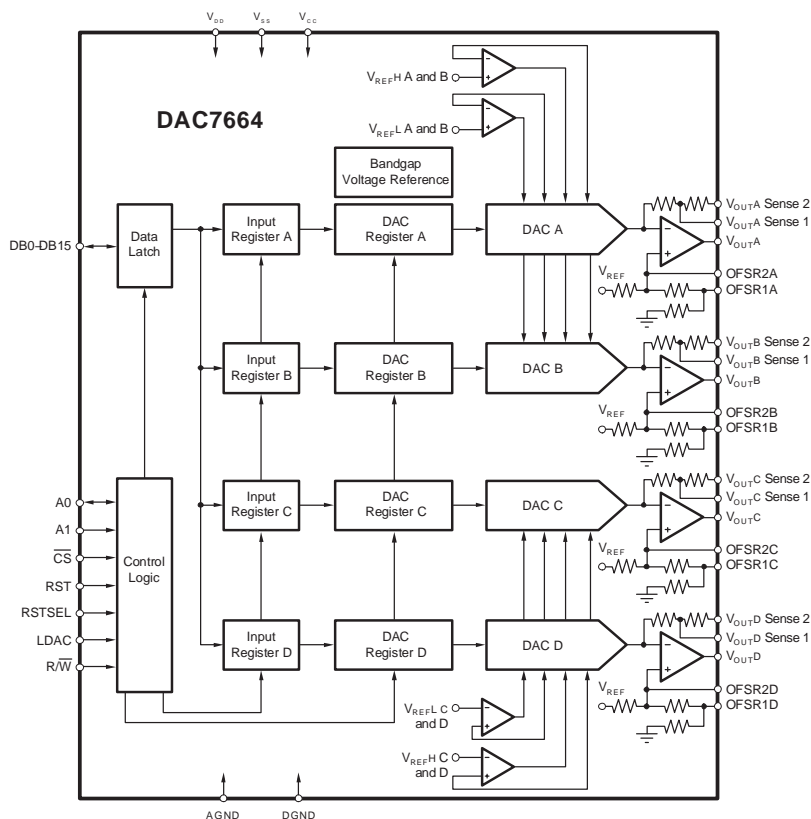 VDD
VSS
VCC
DAC7664
VREFH A and B
VREFL A and B
Bandgap
Voltage Reference
DB0-DB15
Data
Latch
Input
Register A
DAC
Register A
DAC A
VOUTA Sense 2
VOUTA Sense 1
VOUTA
VREF
OFSR2A
OFSR1A
Input
Register B
DAC
Register B
DAC B
VOUTB Sense 2
VOUTB Sense 1
VOUTB
VREF
OFSR2B
OFSR1B
A0
A1
CS
RST
RSTSEL
LDAC
R/W
Control
Logic
Input
Register C
DAC
Register C
DAC C
VOUTC Sense 2
VOUTC Sense 1
VOUTC
VREF
OFSR2C
OFSR1C
Input
Register D
DAC
Register D
DAC D
VOUTD Sense 2
VOUTD Sense 1
VOUTD
VREF
OFSR2D
OFSR1D
VREFL C
and D
VREFH C
and D
AGND
DGND